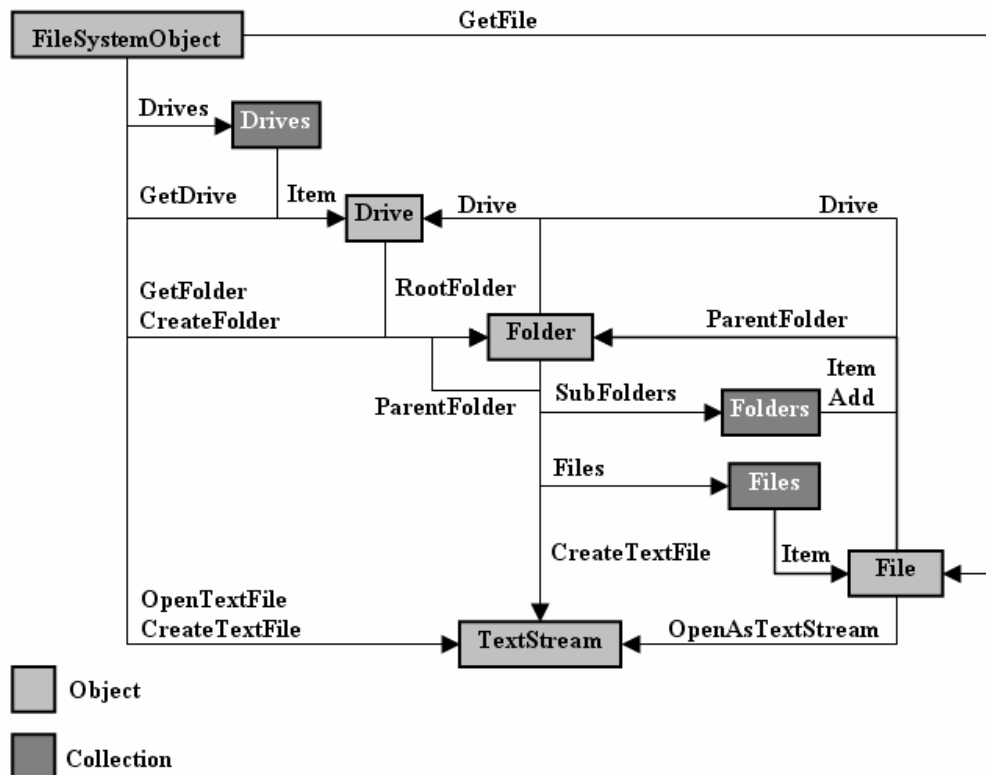 GetFile
FileSystemObject
Drives
Drives
GetDrive
Item
Drive
Drive
Drive
GetFolder
CreateFolder
RootFolder
Folder
ParentFolder
ParentFolder
SubFolders
Folders
Item
Add
Files
Files
CreateTextFile
Item
File
OpenTextFile
CreateTextFile
TextStream
OpenAsTextStream
Object
Collection